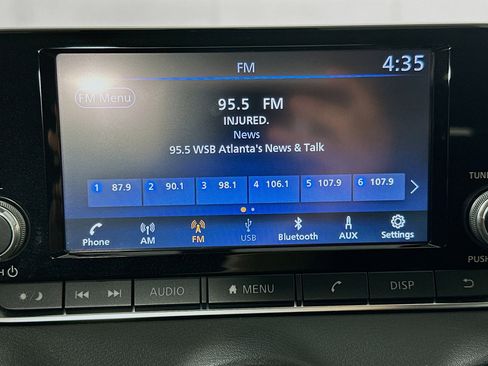 FM
4:35
FM Menu
95.5 FM
INJURED.
News
95.5 WSB Atlanta's News & Talk
1 87.9 2 90.1 3 98.1 4 106.1 5 107.9 6 107.9
Phone AM FM USB Bluetooth AUX Settings
TUNE
PUSH
AUDIO MENU DISP